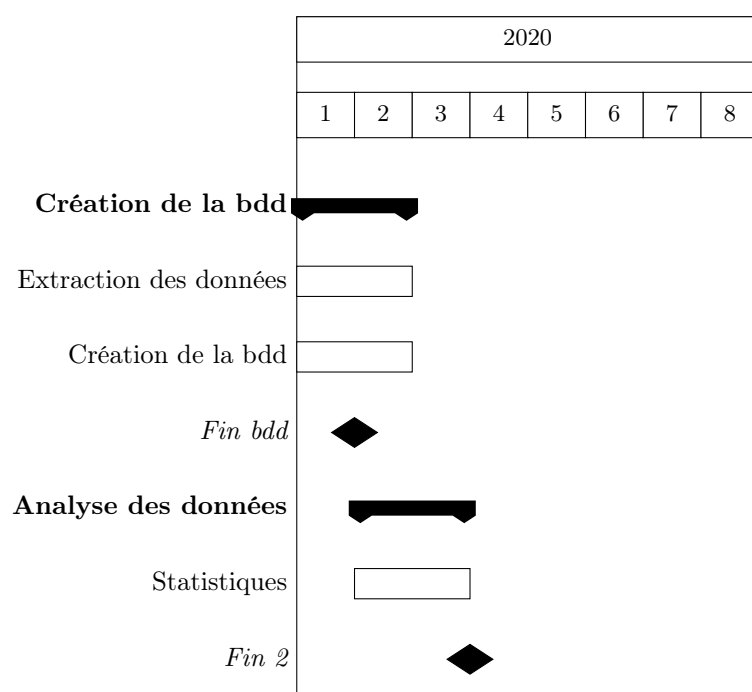 2020
1 2 3 4 5 6 7 8
Création de la bdd
Extraction des données
Création de la bdd
Fin bdd
Analyse des données
Statistiques
Fin 2